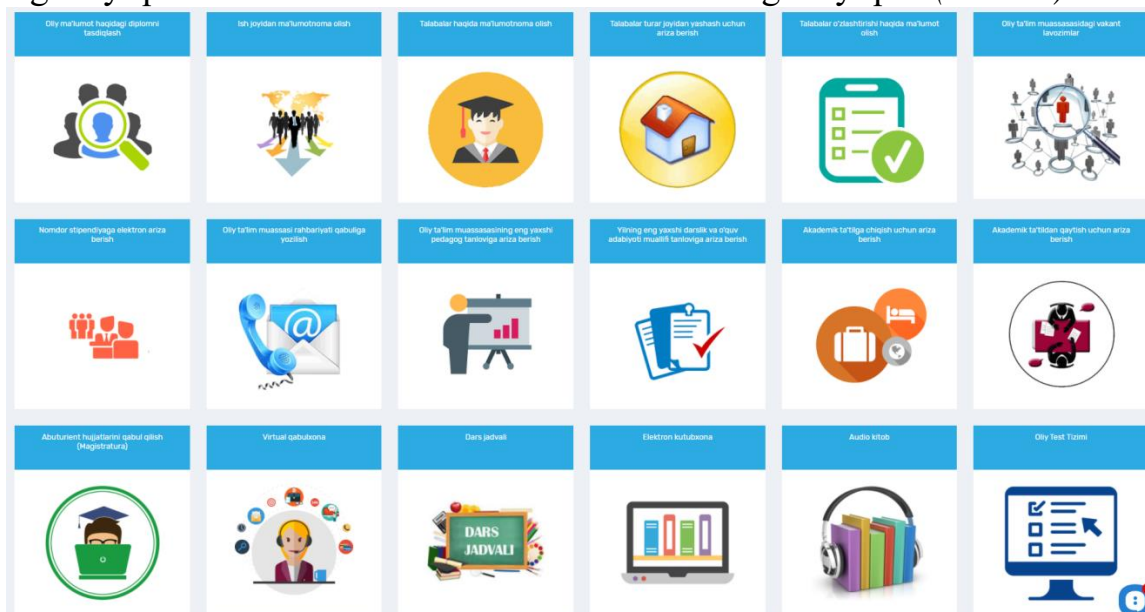 Oliy ma'lumot haqidagi diplomni
tasdiqlash
Ish joyidan ma'lumotnoma olish
Talabalar haqida ma'lumotnoma olish
Talabalar turar joyidan yashash uchun
ariza berish
Talabalar o'zlashtirishi haqida ma'lumot
olish
Oliy ta'lim muassasasidagi vakant
lavozimlar
Nomdor stipendiyaga elektron ariza
berish
Oliy ta'lim muassasi rahbariyati qabuliga
yozilish
Oliy ta'lim muassasasining eng yaxshi
pedagog tanloviga ariza berish
Yilning eng yaxshi darslik va o'quv
adabiyoti muallifi tanloviga ariza berish
Akademik ta'tilga chiqish uchun ariza
berish
Akademik ta'tildan qaytish uchun ariza
berish
Abuturient hujjatlarini qabul qilish
(Magistratura)
Virtual qabulxona
Dars jadvali
DARS
JADVALI
Elektron kutubxona
Audio kitob
Oliy Test Tizimi